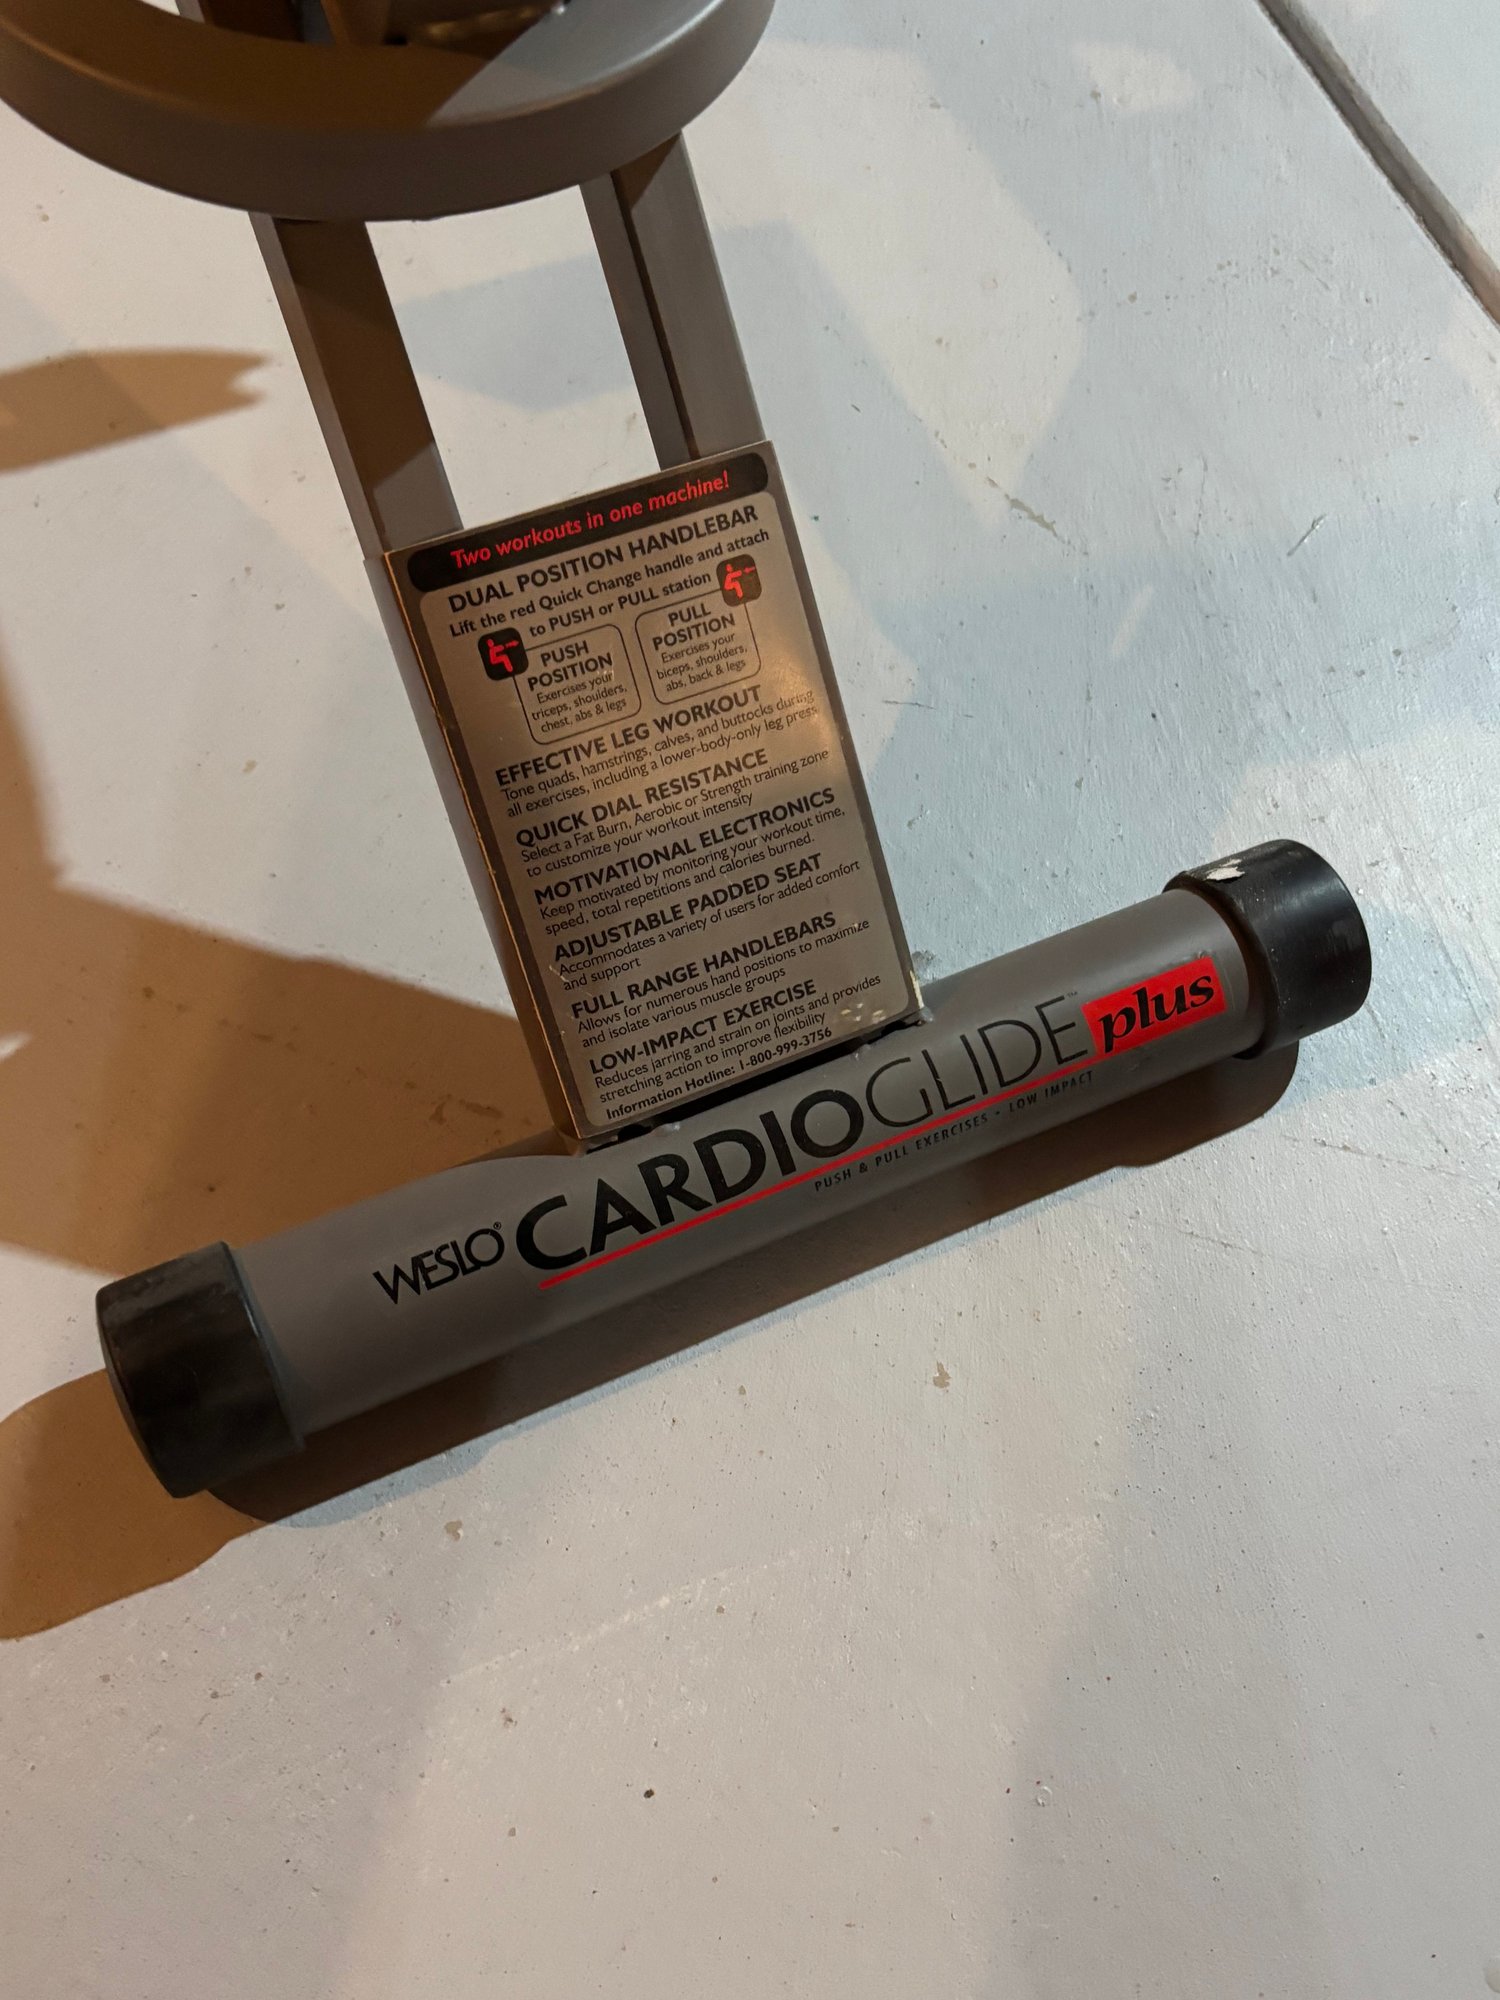 Two workouts in one machine!
DUAL POSITION HANDLEBAR
Lift the red Quick Change handle and attach
to PUSH or PULL station
PUSH
POSITION
Exercises your
triceps, shoulders,
chest, abs & legs
PULL
POSITION
Exercises your
biceps, shoulders,
abs, back & legs
EFFECTIVE LEG WORKOUT
Tone quads, hamstrings, calves, and buttocks during
all exercises, including a lower-body-only leg press
QUICK DIAL RESISTANCE
Select a Fat Burn, Aerobic or Strength training zone
to customize your workout intensity
MOTIVATIONAL ELECTRONICS
Keep motivated by monitoring your workout time,
speed, total repetitions and calories burned.
ADJUSTABLE PADDED SEAT
Accommodates a variety of users for added comfort
and support
FULL RANGE HANDLEBARS
Allows for numerous hand positions to maximize
and isolate various muscle groups
LOW-IMPACT EXERCISE
Reduces jarring and strain on joints and provides
stretching action to improve flexibility
Information Hotline: 1-800-999-3756
WESLO® CARDIOGLIDE™ plus
PUSH & PULL EXERCISES - LOW IMPACT